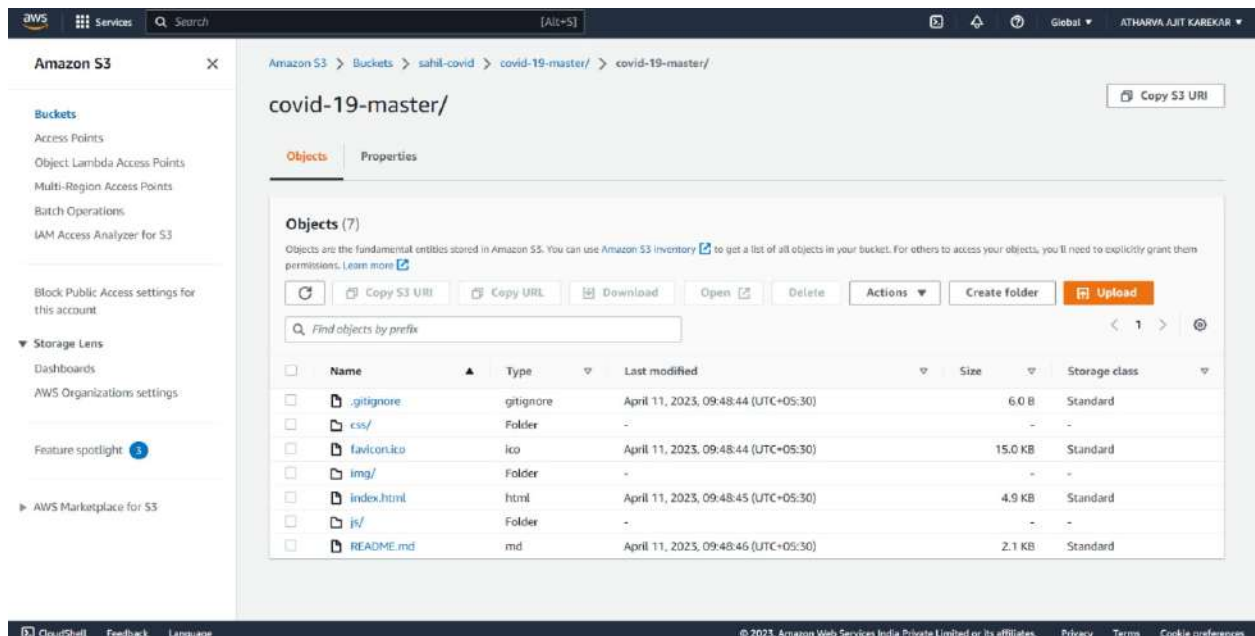 aws Services Search [Alt+S] Global ▼ ATHARVA AJIT KAREKAR ▼
Amazon S3
Buckets
Access Points
Object Lambda Access Points
Multi-Region Access Points
Batch Operations
IAM Access Analyzer for S3
Block Public Access settings for
this account
▼ Storage Lens
Dashboards
AWS Organizations settings
Feature spotlight 3
▶ AWS Marketplace for S3
Amazon S3 > Buckets > sahil-covid > covid-19-master/ > covid-19-master/
covid-19-master/
Copy S3 URI
Objects Properties
Objects (7)
Objects are the fundamental entities stored in Amazon S3. You can use Amazon S3 inventory to get a list of all objects in your bucket. For others to access your objects, you'll need to explicitly grant them
permissions. Learn more
Copy S3 URI Copy URL Download Open Delete Actions ▼ Create folder Upload
Find objects by prefix
< 1 >
Name ▲ Type Last modified Size Storage class
.gitignore gitignore April 11, 2023, 09:48:44 (UTC+05:30) 6.0 B Standard
css/ Folder - - -
favicon.ico ico April 11, 2023, 09:48:44 (UTC+05:30) 15.0 KB Standard
img/ Folder - - -
index.html html April 11, 2023, 09:48:45 (UTC+05:30) 4.9 KB Standard
js/ Folder - - -
README.md md April 11, 2023, 09:48:46 (UTC+05:30) 2.1 KB Standard
CloudShell Feedback Language © 2023, Amazon Web Services India Private Limited or its affiliates. Privacy Terms Cookie preferences